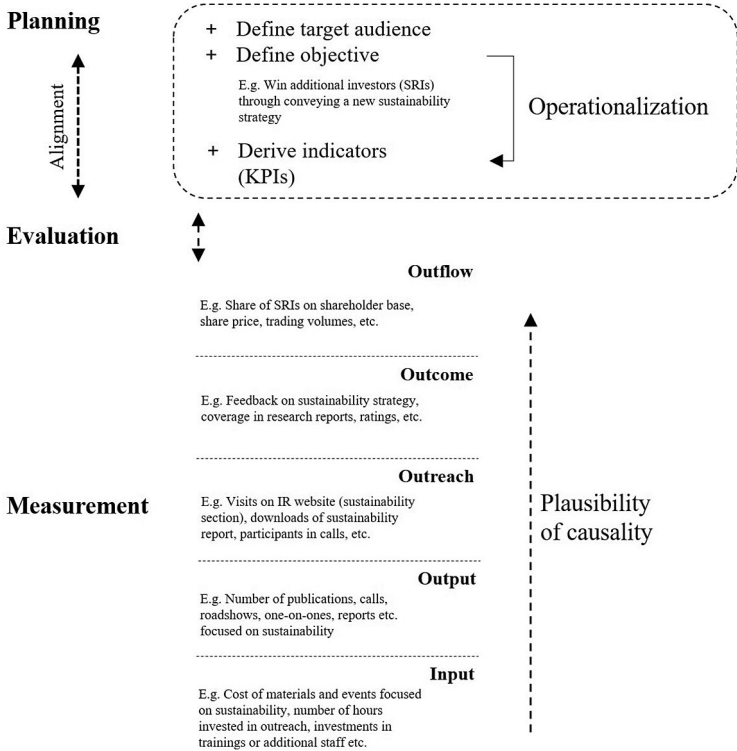 Planning
+ Define target audience
+ Define objective
E.g. Win additional investors (SRIs)
through conveying a new sustainability
strategy
Operationalization
+ Derive indicators
(KPIs)
Alignment
Evaluation
Outflow
E.g. Share of SRIs on shareholder base,
share price, trading volumes, etc.
Outcome
E.g. Feedback on sustainability strategy,
coverage in research reports, ratings, etc.
Measurement
Outreach
E.g. Visits on IR website (sustainability
section), downloads of sustainability
report, participants in calls, etc.
Plausibility
of causality
Output
E.g. Number of publications, calls,
roadshows, one-on-ones, reports etc.
focused on sustainability
Input
E.g. Cost of materials and events focused
on sustainability, number of hours
invested in outreach, investments in
trainings or additional staff etc.